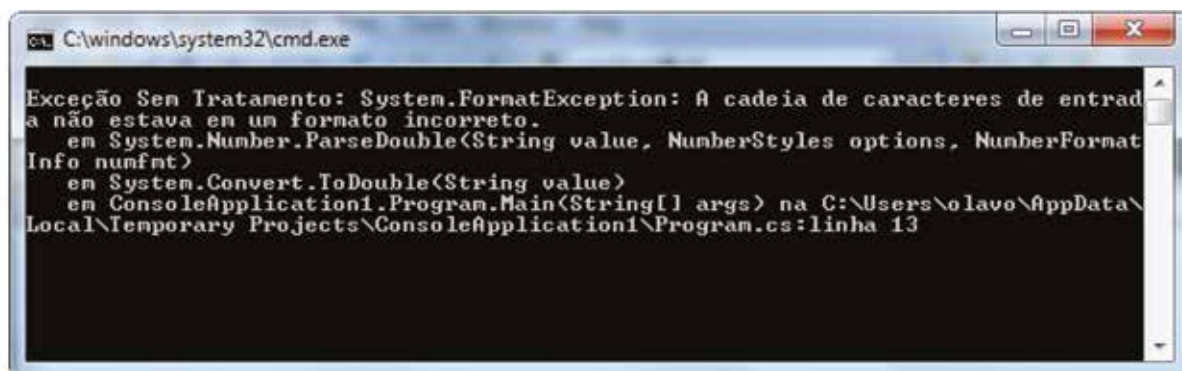 C:\windows\system32\cmd.exe
Exceção Sem Tratamento: System.FormatException: A cadeia de caracteres de entrad
a não estava em um formato incorreto.
em System.Number.ParseDouble(String value, NumberStyles options, NumberFormat
Info numfmt)
em System.Convert.ToDouble(String value)
em ConsoleApplication1.Program.Main(String[] args) na C:\Users\olavo\AppData\
Local\Temporary Projects\ConsoleApplication1\Program.cs:linha 13